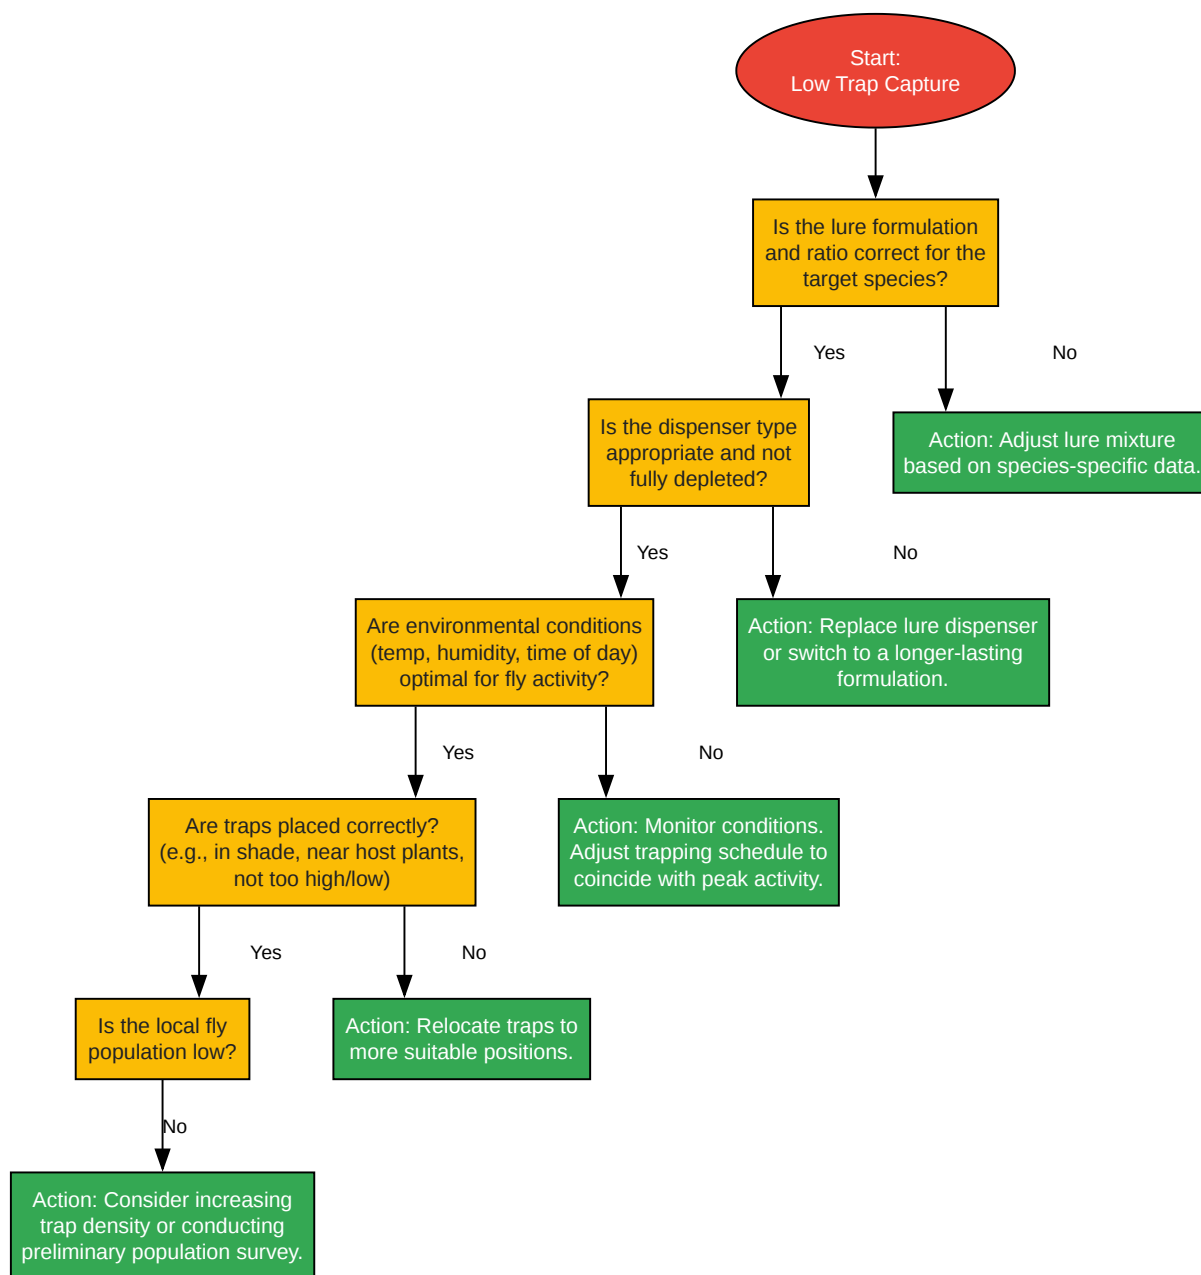 Start:
Low Trap Capture
Is the lure formulation
and ratio correct for the
target species?
Yes
No
Is the dispenser type
appropriate and not
fully depleted?
Action: Adjust lure mixture
based on species-specific data.
Yes
No
Are environmental conditions
(temp, humidity, time of day)
optimal for fly activity?
Action: Replace lure dispenser
or switch to a longer-lasting
formulation.
Yes
No
Are traps placed correctly?
(e.g., in shade, near host plants,
not too high/low)
Action: Monitor conditions.
Adjust trapping schedule to
coincide with peak activity.
Yes
No
Is the local fly
population low?
Action: Relocate traps to
more suitable positions.
No
Action: Consider increasing
trap density or conducting
preliminary population survey.